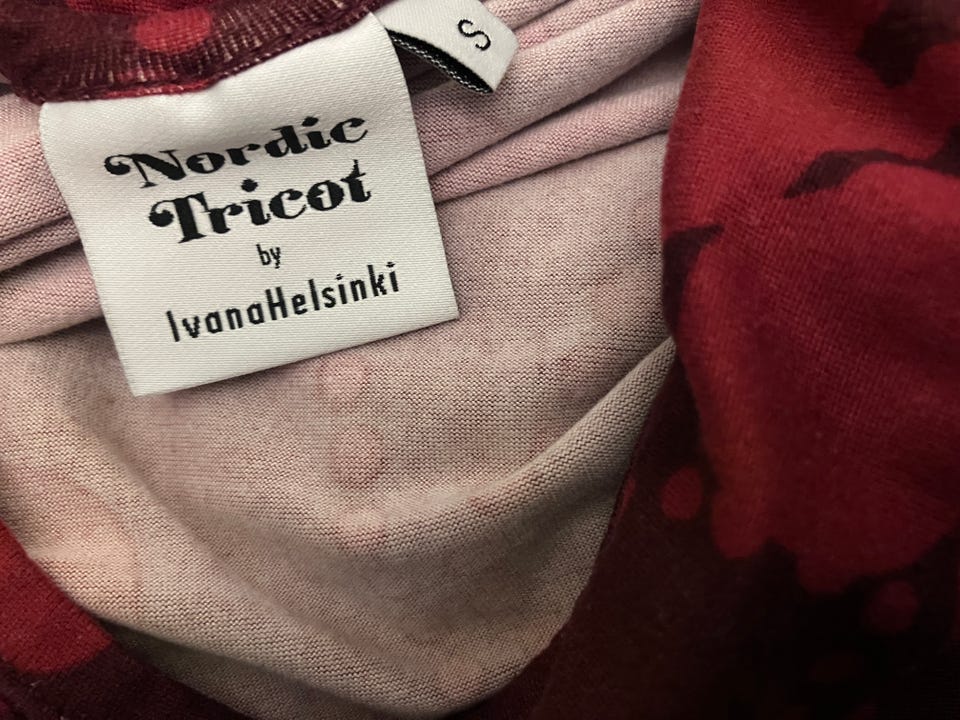 S
Nordic
Tricot
by
IvanaHelsinki